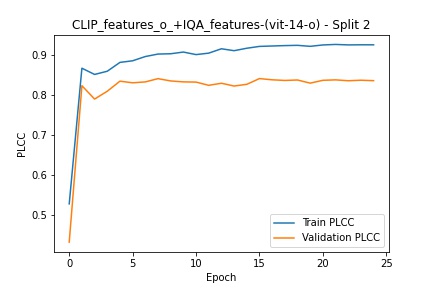 CLIP_features_o_+IQA_features-(vit-14-o) - Split 2
PLCC
0.9
0.8
0.7
0.6
0.5
Train PLCC
Validation PLCC
0 5 10 15 20 25
Epoch